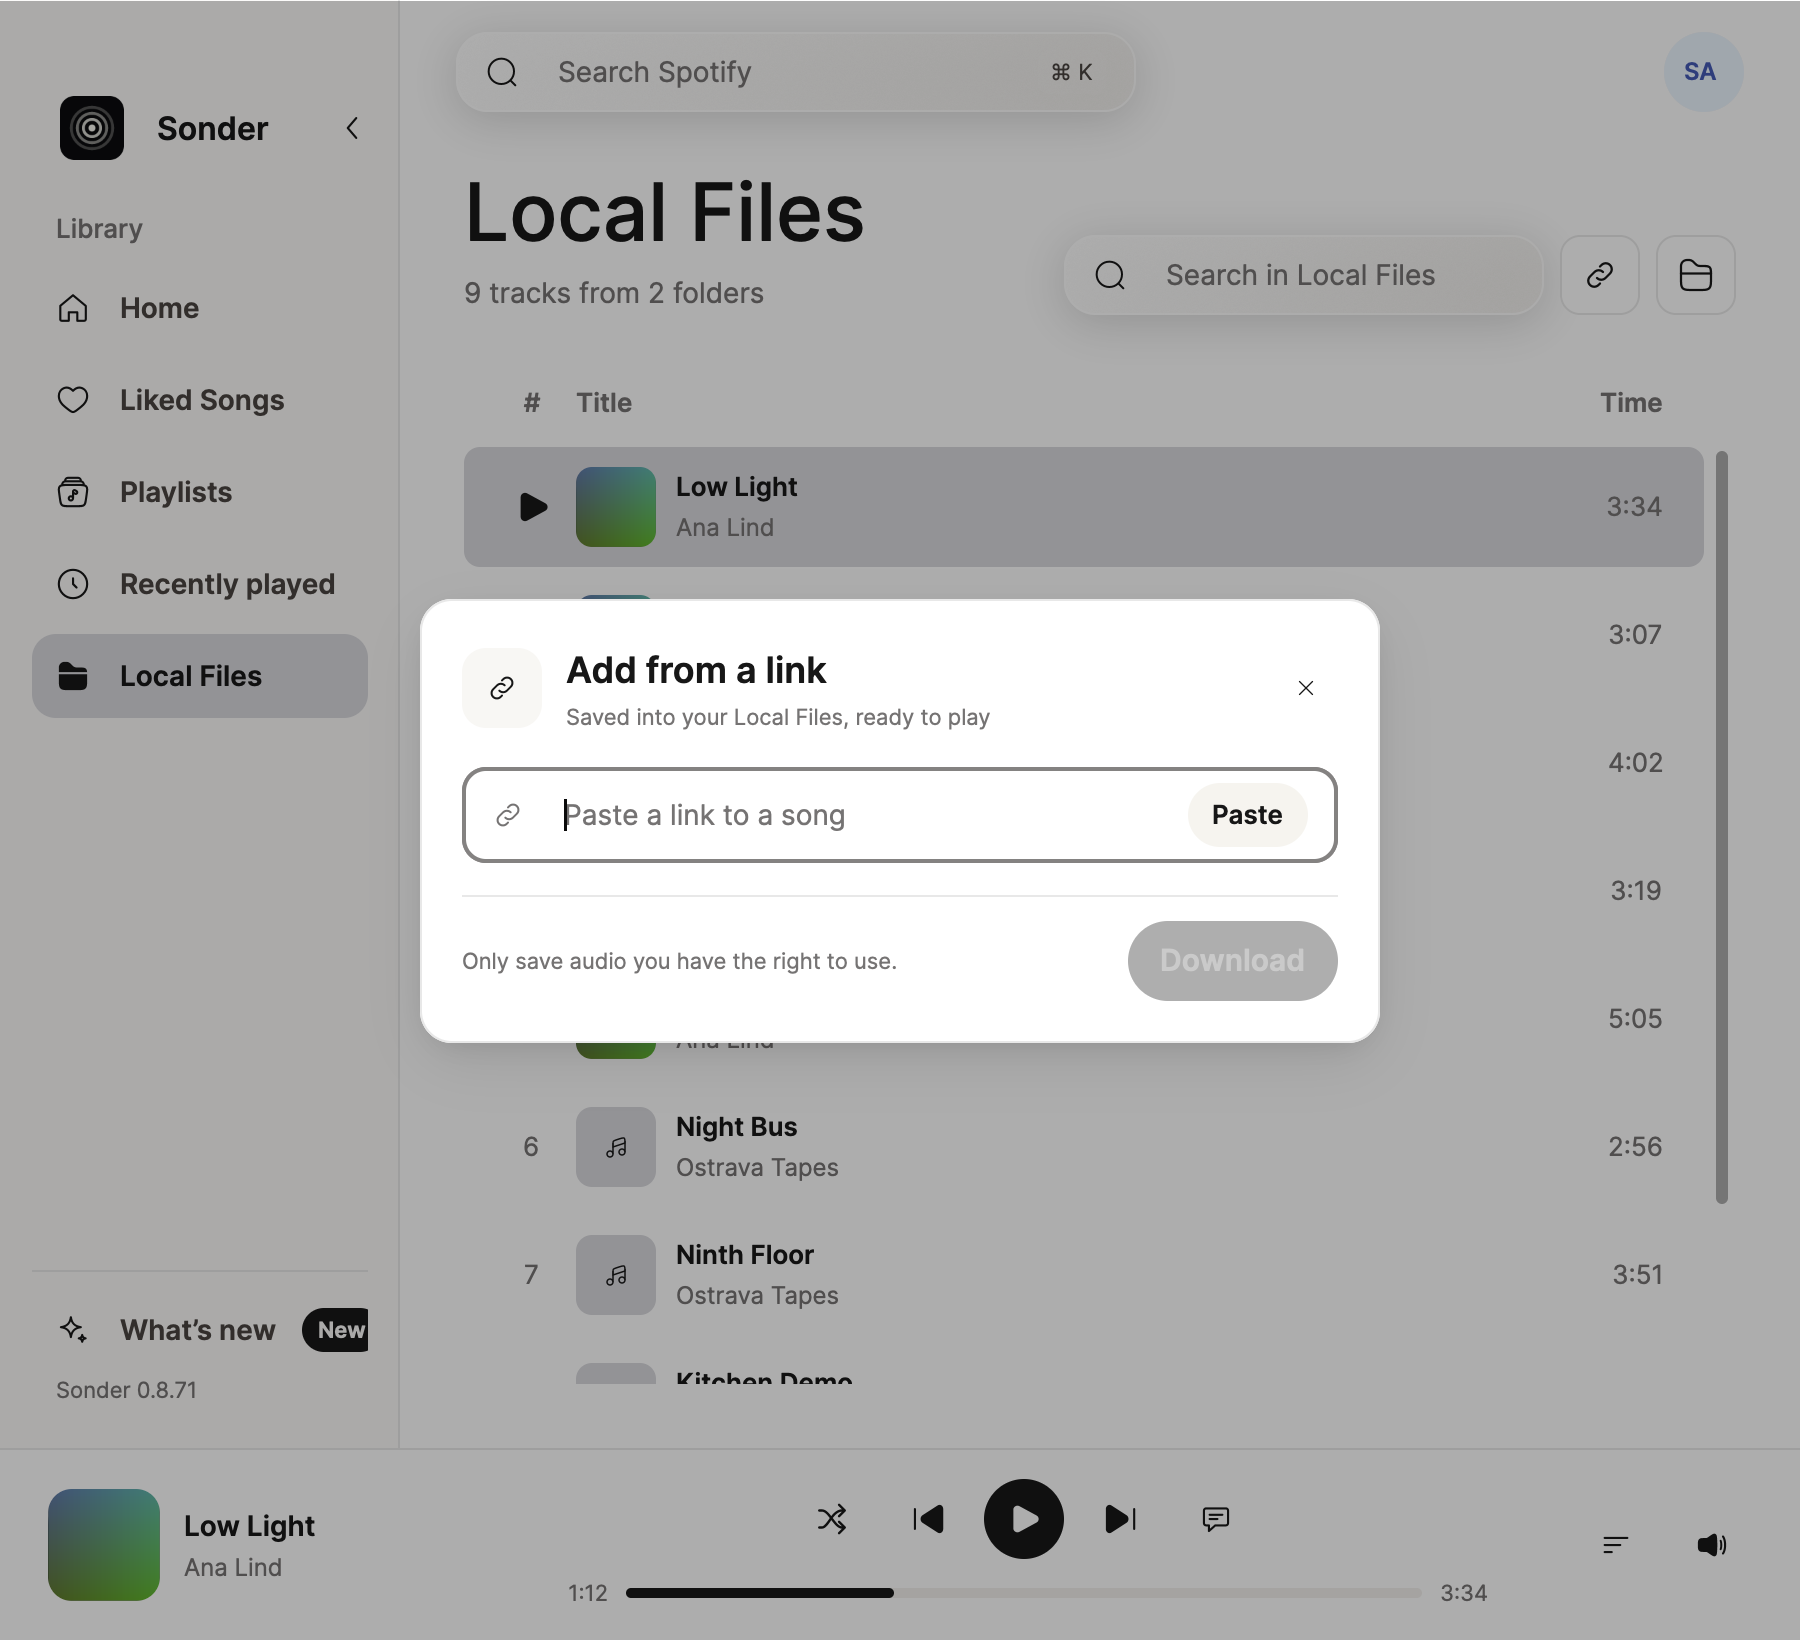 Search Spotify
⌘ K
SA
Sonder
Library
Home
Liked Songs
Playlists
Recently played
Local Files
What's new
New
Sonder 0.8.71
Local Files
9 tracks from 2 folders
Search in Local Files
# Title Time
Low Light
Ana Lind
3:34
3:07
4:02
3:19
5:05
Add from a link
Saved into your Local Files, ready to play
Paste a link to a song
Paste
Only save audio you have the right to use.
Download
Ana Lind
6
Night Bus
Ostrava Tapes
2:56
7
Ninth Floor
Ostrava Tapes
3:51
Kitchen Demo
Low Light
Ana Lind
1:12
3:34